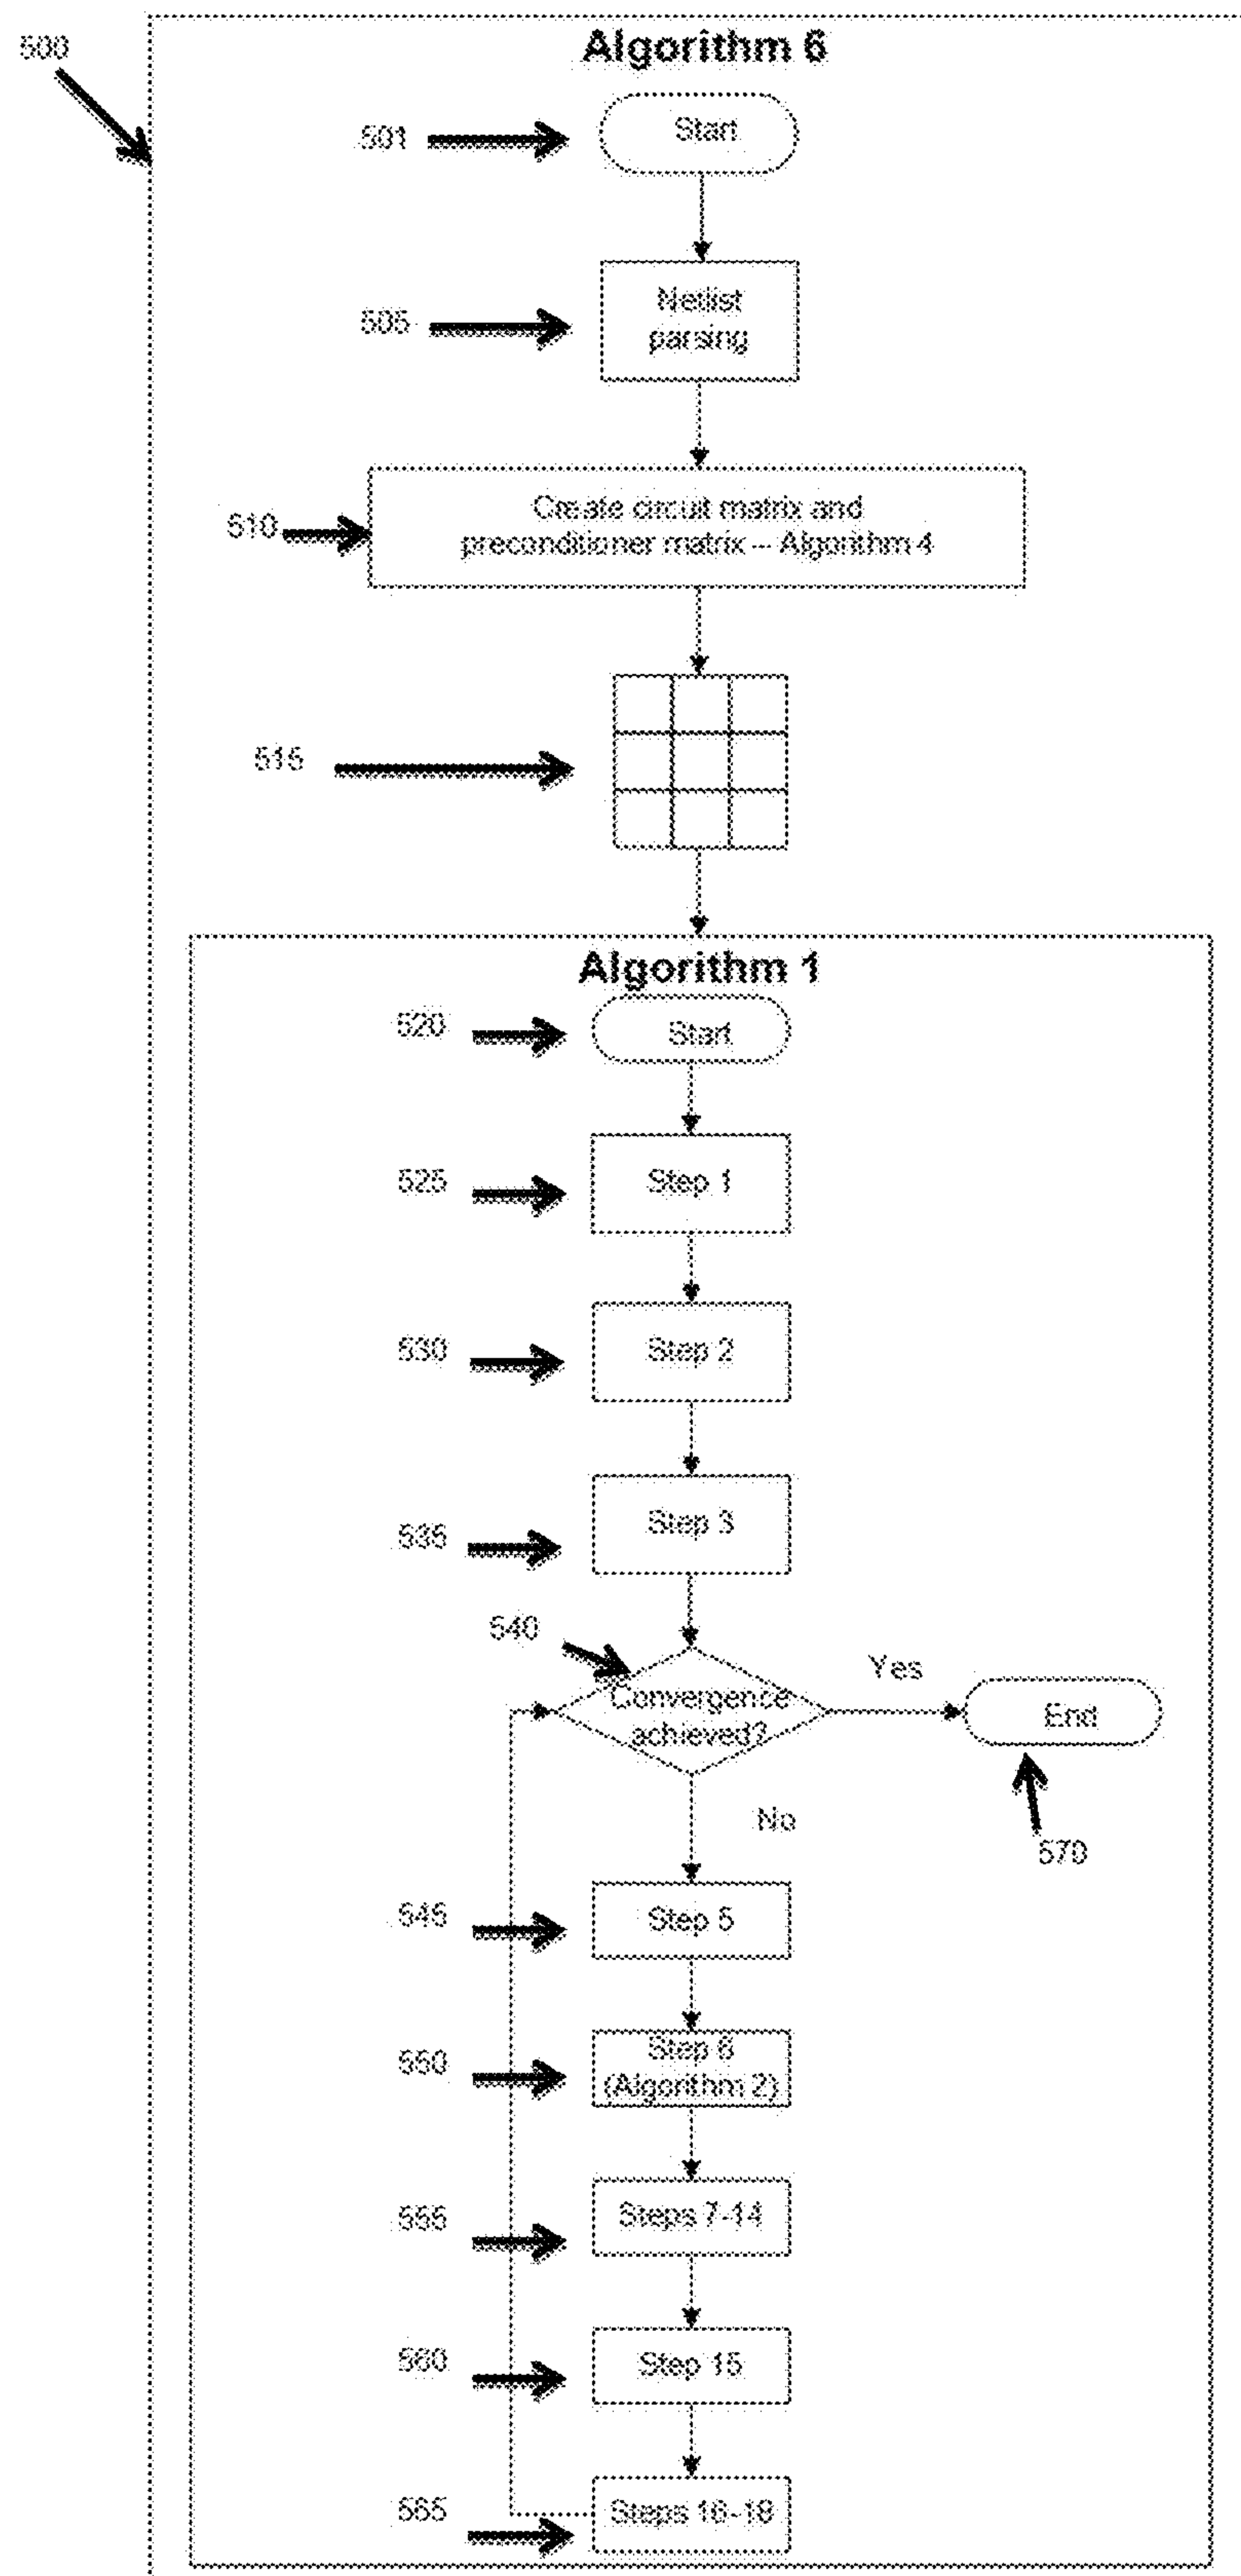 500
Algorithm 6
501
Start
505
Netlist
parsing
510
Create circuit matrix and
preconditioner matrix – Algorithm 4
515
Algorithm 1
520
Start
525
Step 1
530
Step 2
535
Step 3
540
Convergence
achieved?
Yes
End
570
No
545
Step 5
550
Step 6
(Algorithm 2)
555
Steps 7-14
560
Step 15
565
Steps 16-18